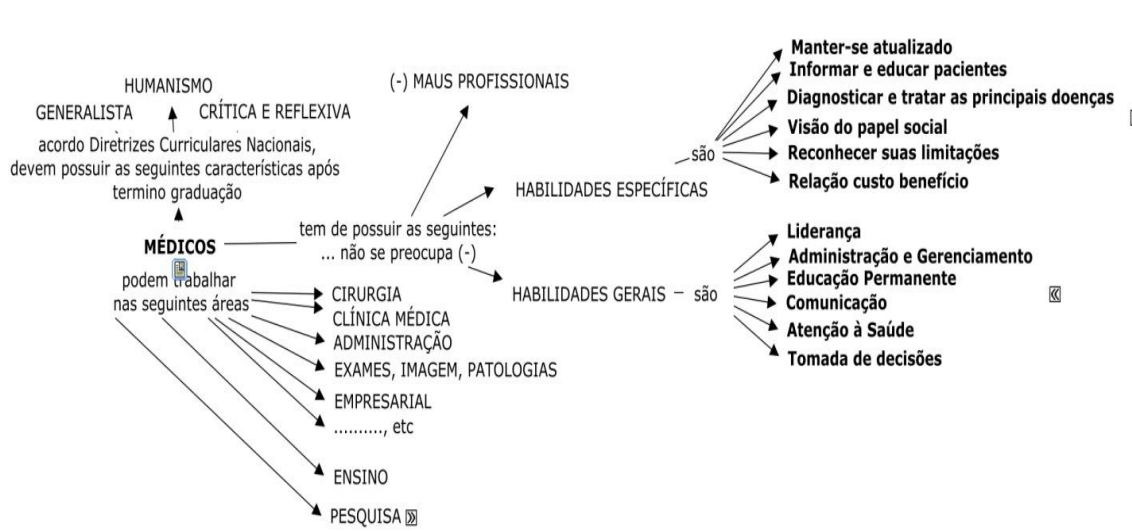 HUMANISMO
GENERALISTA
CRÍTICA E REFLEXIVA
acordo Diretrizes Curriculares Nacionais,
devem possuir as seguintes características após
termino graduação
MÉDICOS
podem trabalhar
nas seguintes áreas
CIRURGIA
CLÍNICA MÉDICA
ADMINISTRAÇÃO
EXAMES, IMAGEM, PATOLOGIAS
EMPRESARIAL
.........., etc
ENSINO
PESQUISA
tem de possuir as seguintes:
... não se preocupa (-)
(-) MAUS PROFISSIONAIS
HABILIDADES ESPECÍFICAS
são
Manter-se atualizado
Informar e educar pacientes
Diagnosticar e tratar as principais doenças
Visão do papel social
Reconhecer suas limitações
Relação custo benefício
HABILIDADES GERAIS
são
Liderança
Administração e Gerenciamento
Educação Permanente
Comunicação
Atenção à Saúde
Tomada de decisões